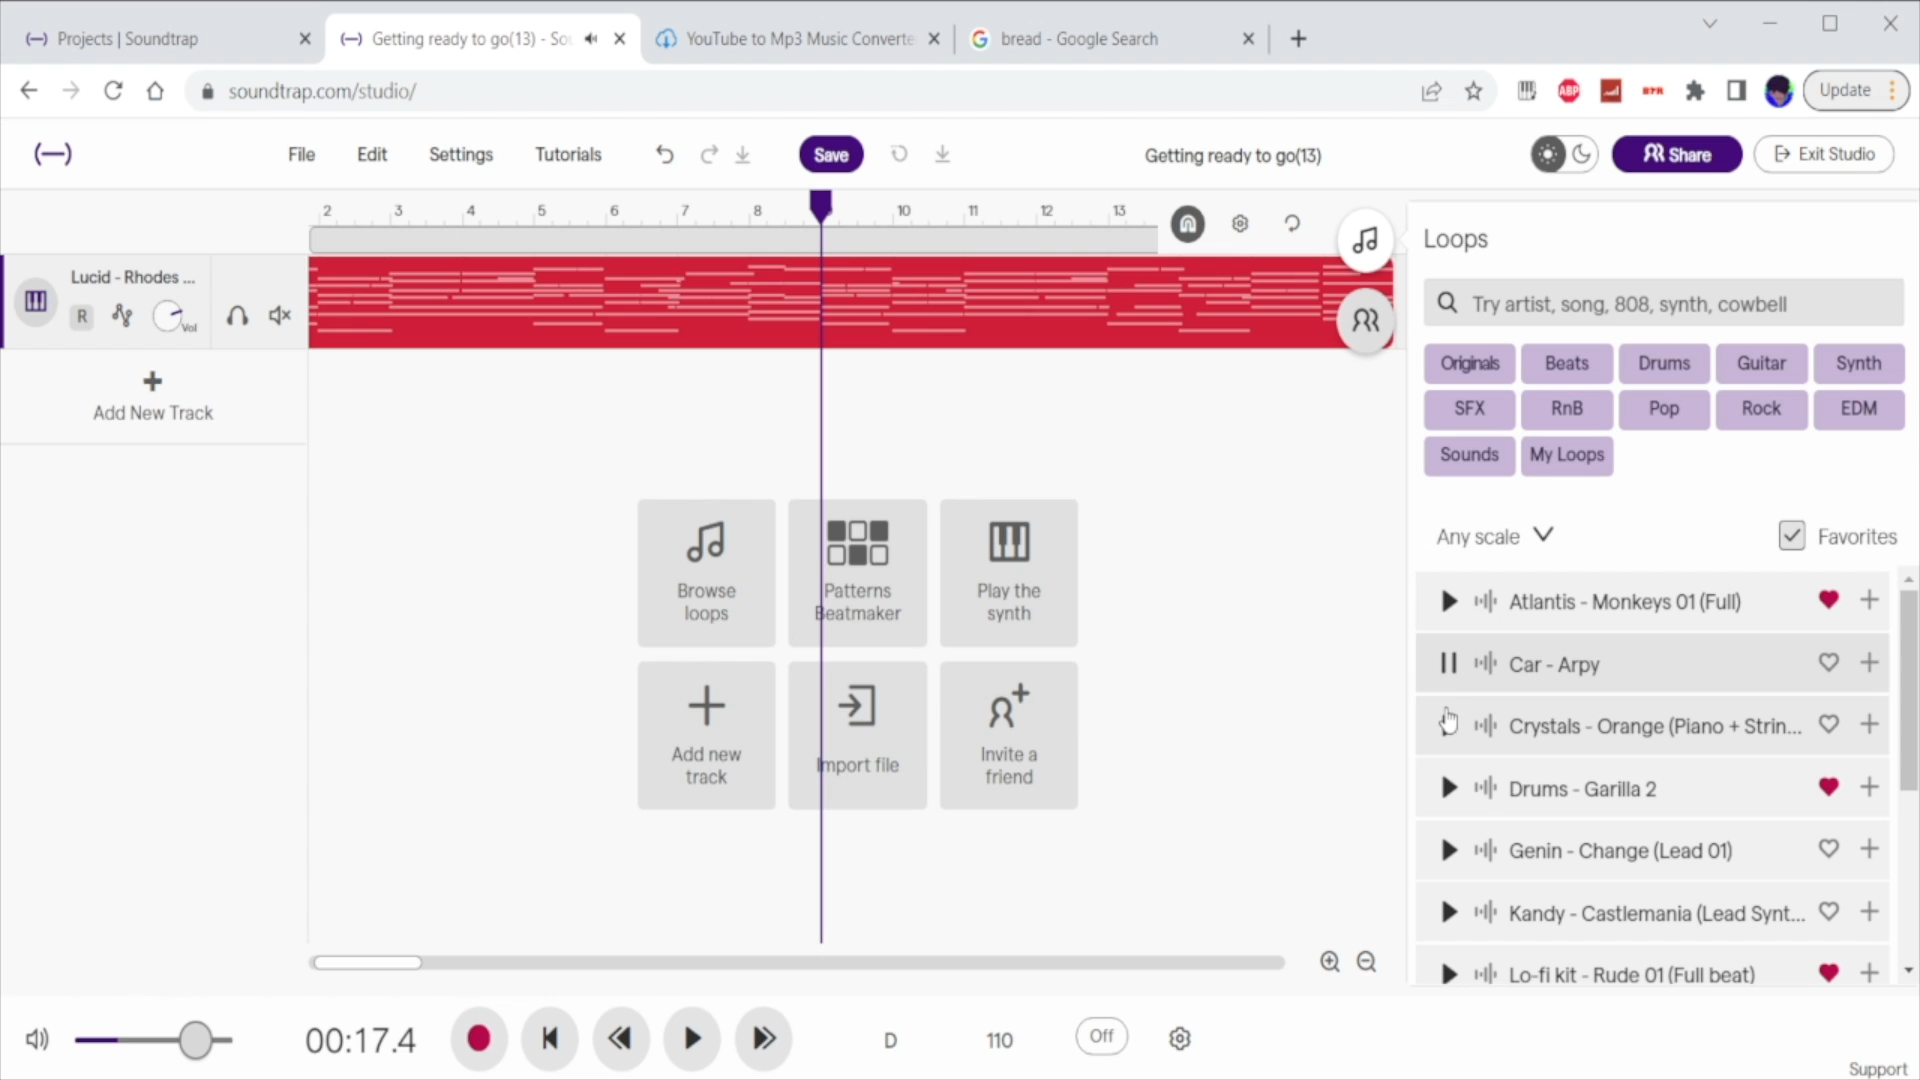 Projects | Soundtrap
Getting ready to go(13) - Sou
YouTube to Mp3 Music Converte
bread - Google Search
soundtrap.com/studio/
ABP
Update
File
Edit
Settings
Tutorials
Save
Getting ready to go(13)
Share
Exit Studio
2 3 4 5 6 7 8 10 11 12 13
Lucid - Rhodes ...
R
Vol
Add New Track
Browse
loops
Patterns
Beatmaker
Play the
synth
Add new
track
Import file
Invite a
friend
Loops
Try artist, song, 808, synth, cowbell
Originals Beats Drums Guitar Synth
SFX RnB Pop Rock EDM
Sounds My Loops
Any scale
Favorites
Atlantis - Monkeys 01 (Full)
Car - Arpy
Crystals - Orange (Piano + Strin...
Drums - Garilla 2
Genin - Change (Lead 01)
Kandy - Castlemania (Lead Synt...
Lo-fi kit - Rude 01 (Full beat)
00:17.4
D
110
Off
Support